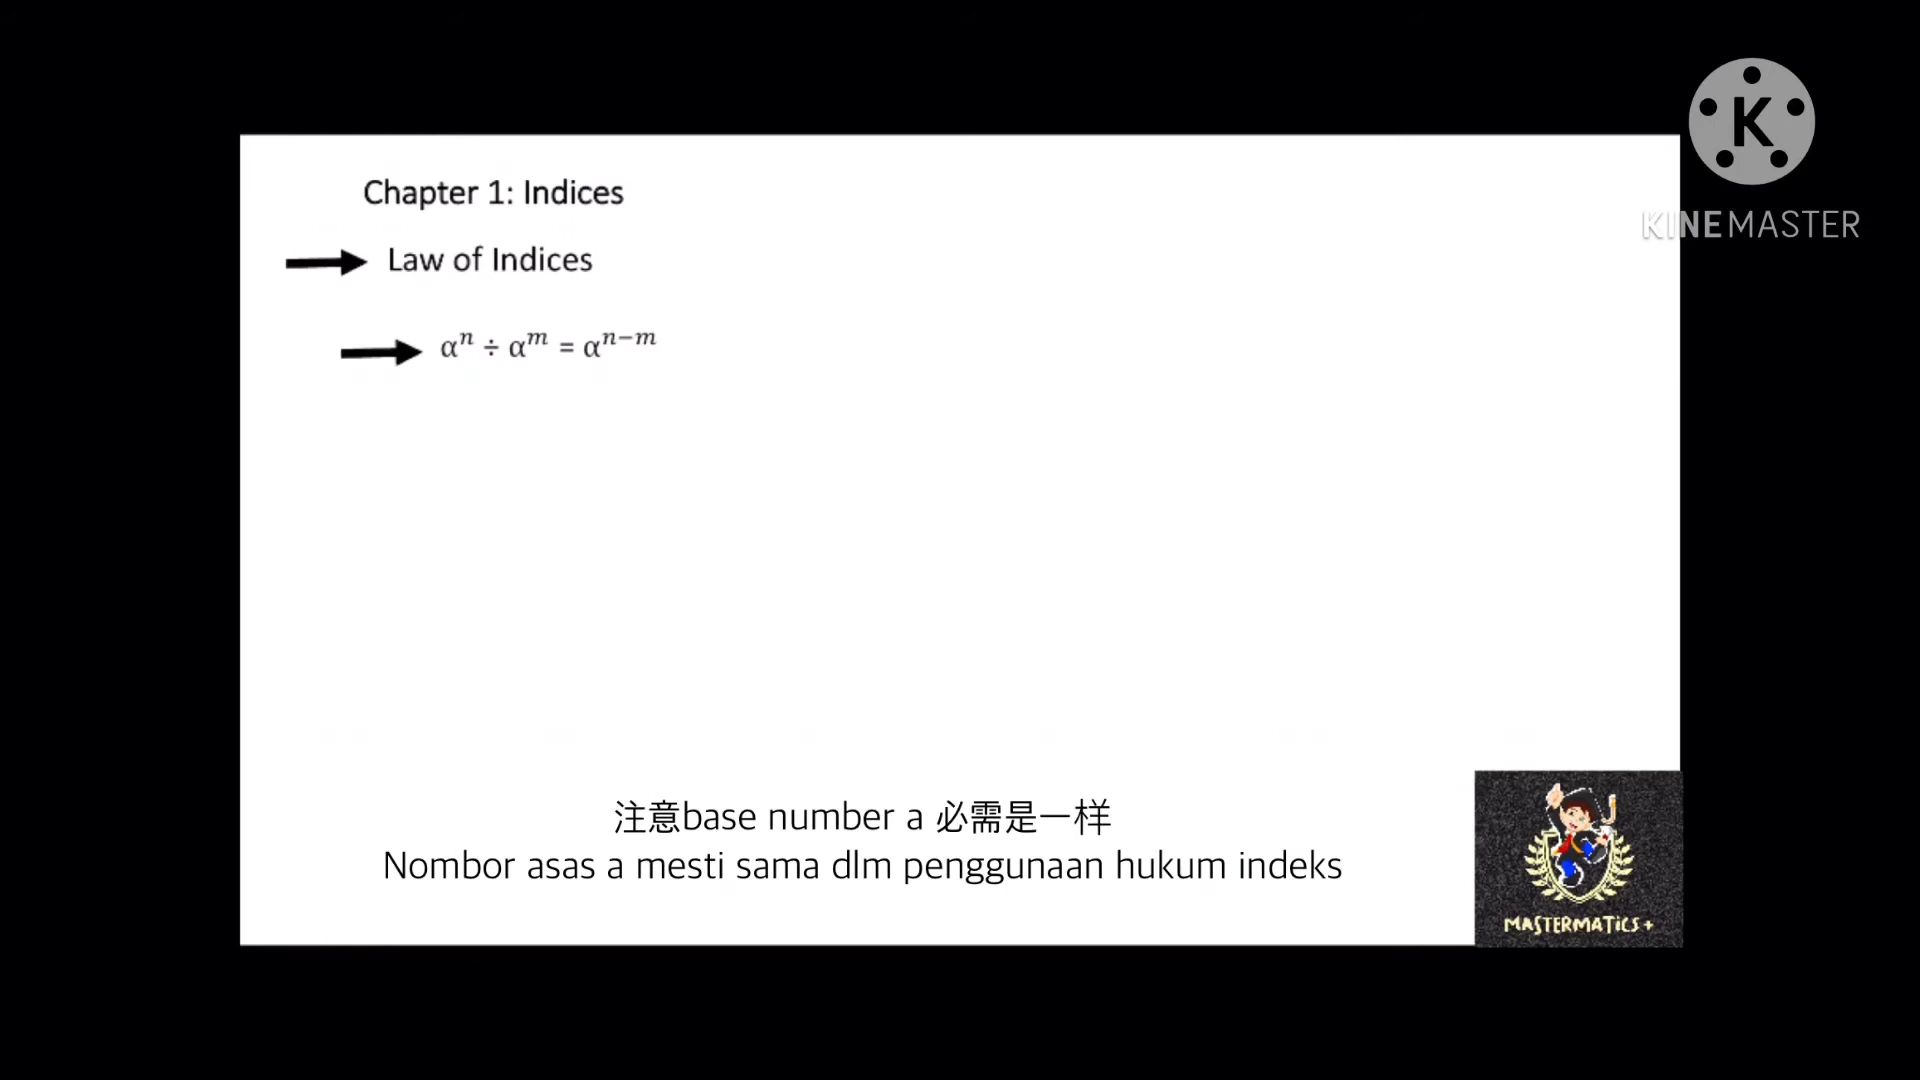 Chapter 1: Indices
Law of Indices
αⁿ ÷ αᵐ = αⁿ⁻ᵐ
注意base number a 必需是一样
Nombor asas a mesti sama dlm penggunaan hukum indeks
K
KINEMASTER
MASTERMATiCS+